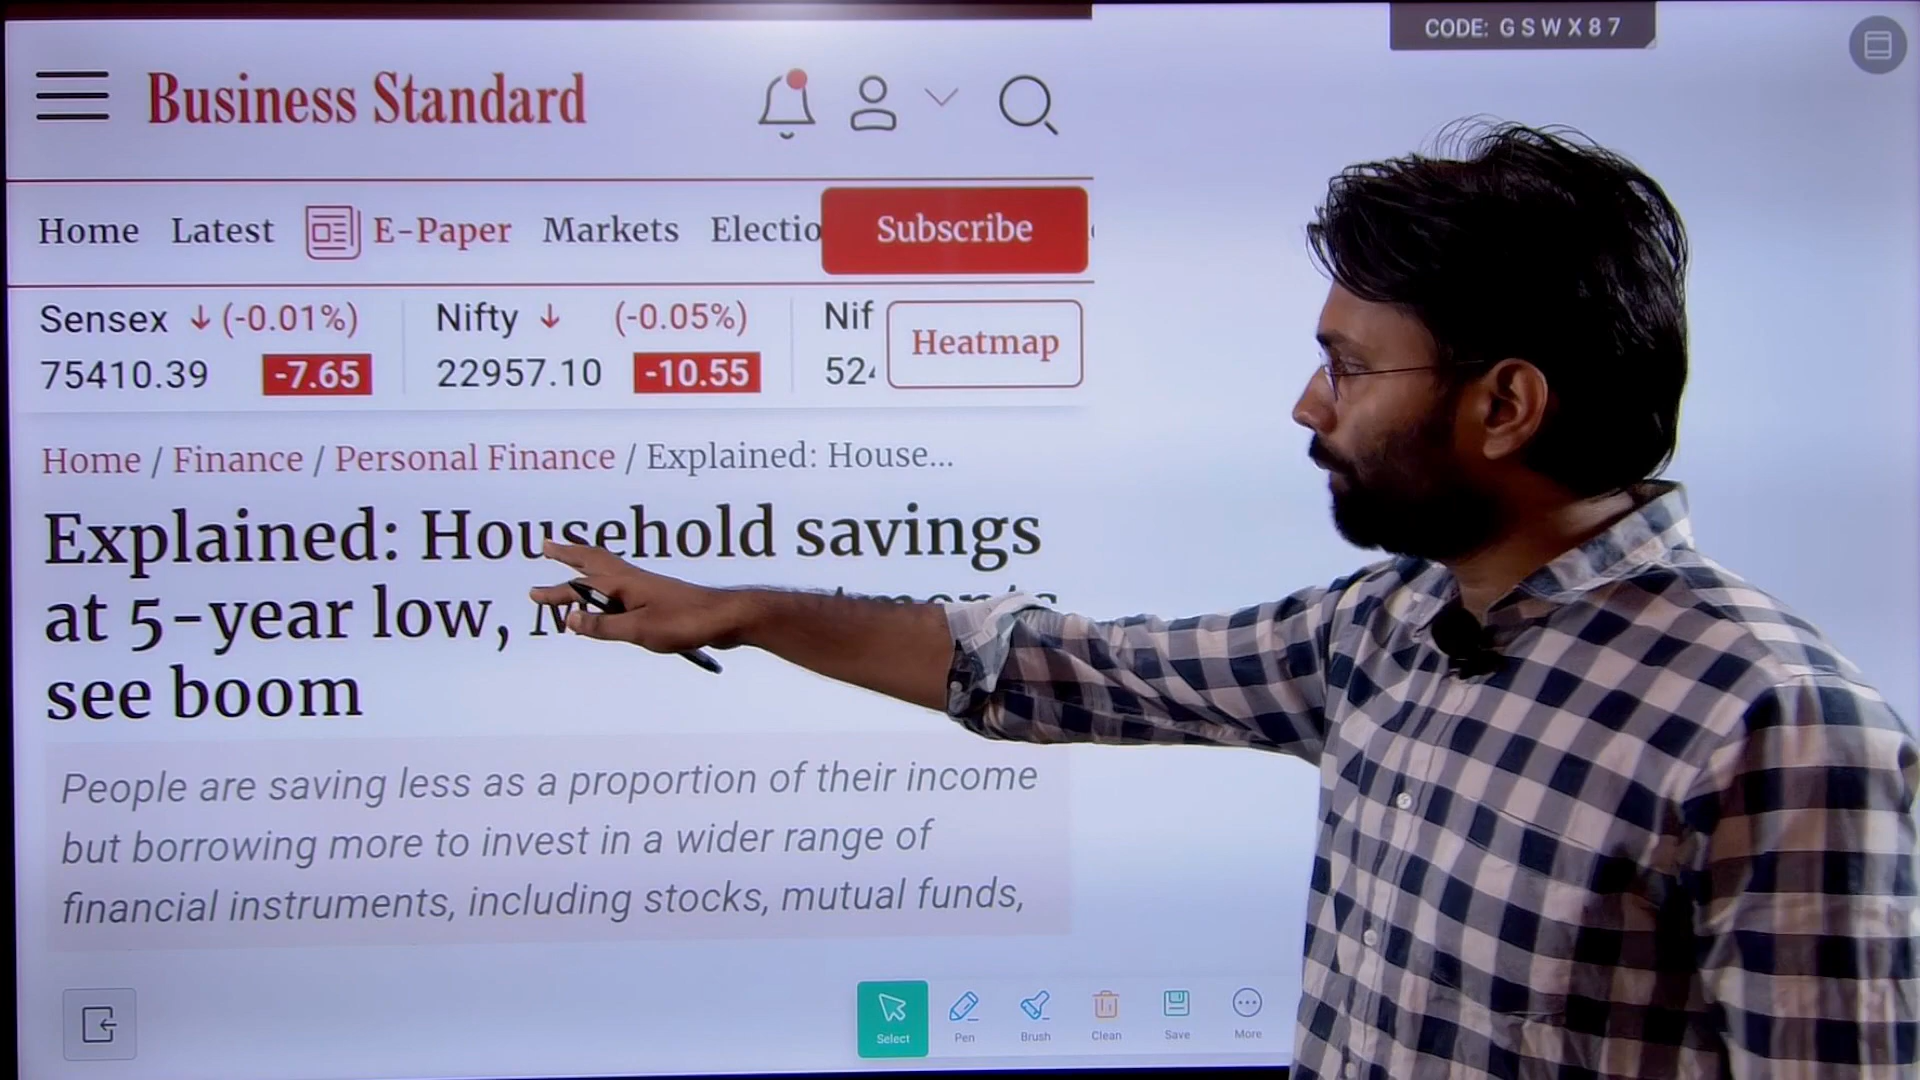 CODE: GSWX87
Business Standard
Home Latest E-Paper Markets Electio Subscribe
Sensex ↓ (-0.01%) Nifty ↓ (-0.05%) Nif Heatmap
75410.39 -7.65 22957.10 -10.55 52
Home / Finance / Personal Finance / Explained: House...
Explained: Household savings
at 5-year low,
see boom
People are saving less as a proportion of their income
but borrowing more to invest in a wider range of
financial instruments, including stocks, mutual funds,
Select Pen Brush Clean Save More